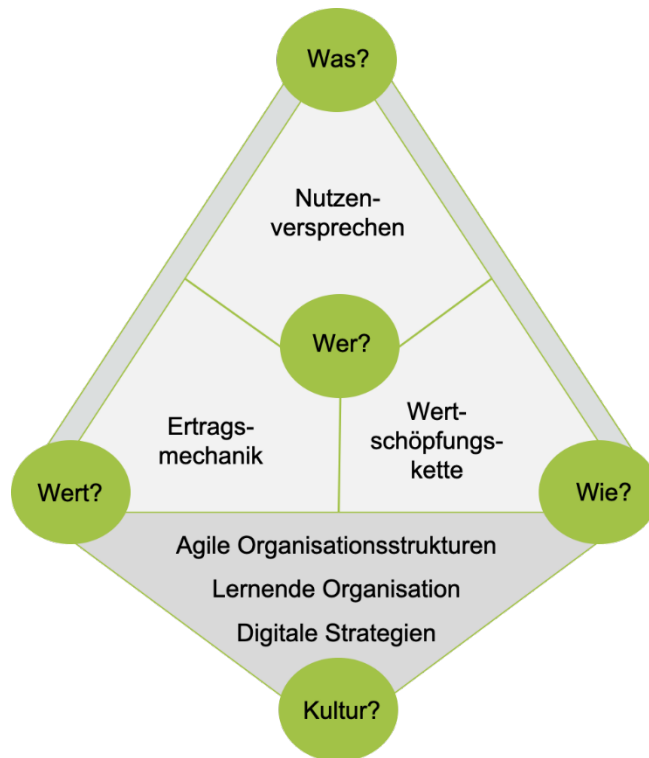 Was?
Nutzen-
versprechen
Wer?
Ertrags-
mechanik
Wert-
schöpfungs-
kette
Wert?
Wie?
Agile Organisationsstrukturen
Lernende Organisation
Digitale Strategien
Kultur?